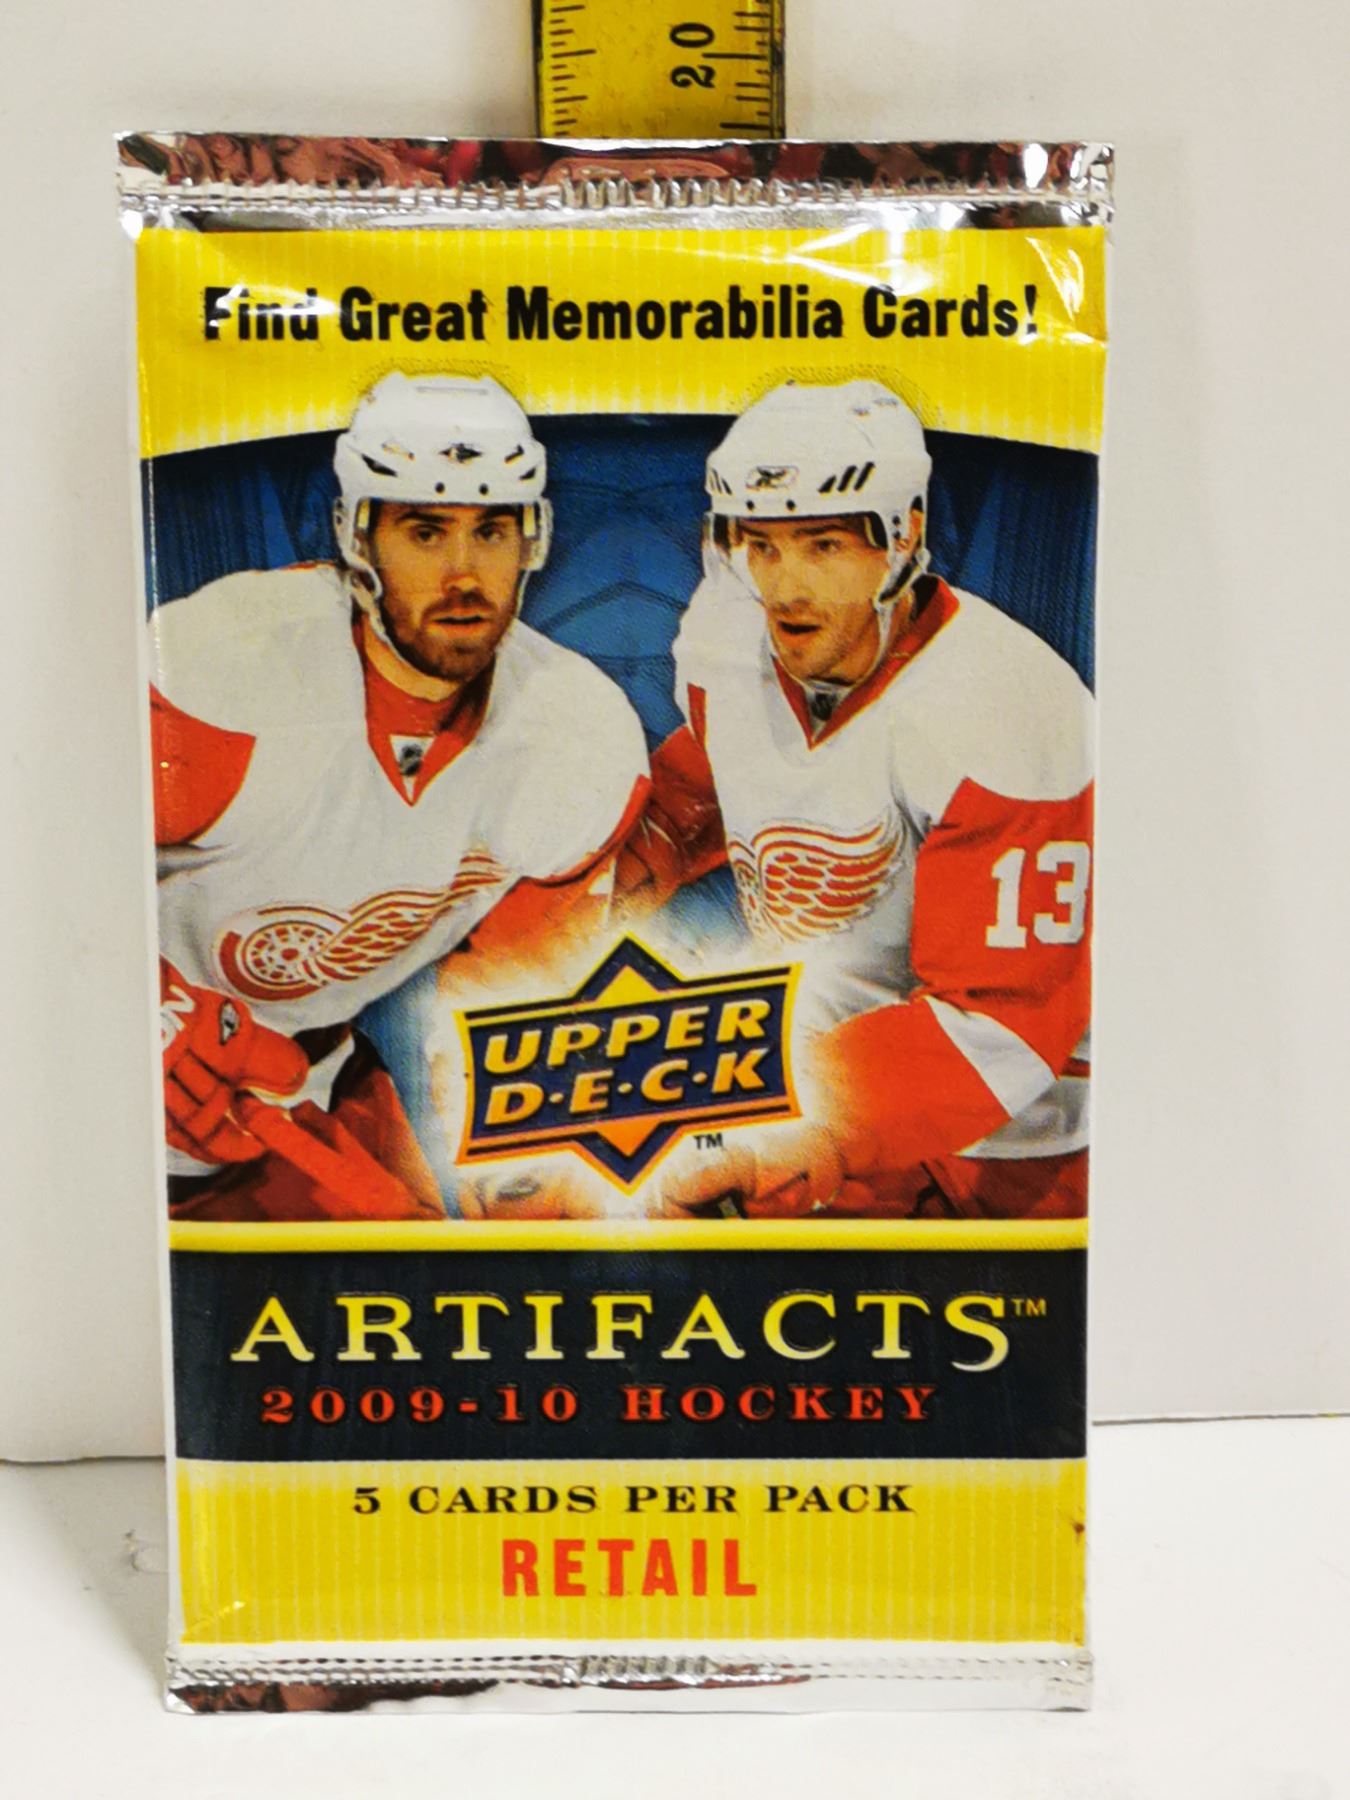 20
Find Great Memorabilia Cards!
13
UPPER
D·E·C·K
TM
ARTIFACTS™
2009-10 HOCKEY
5 CARDS PER PACK
RETAIL